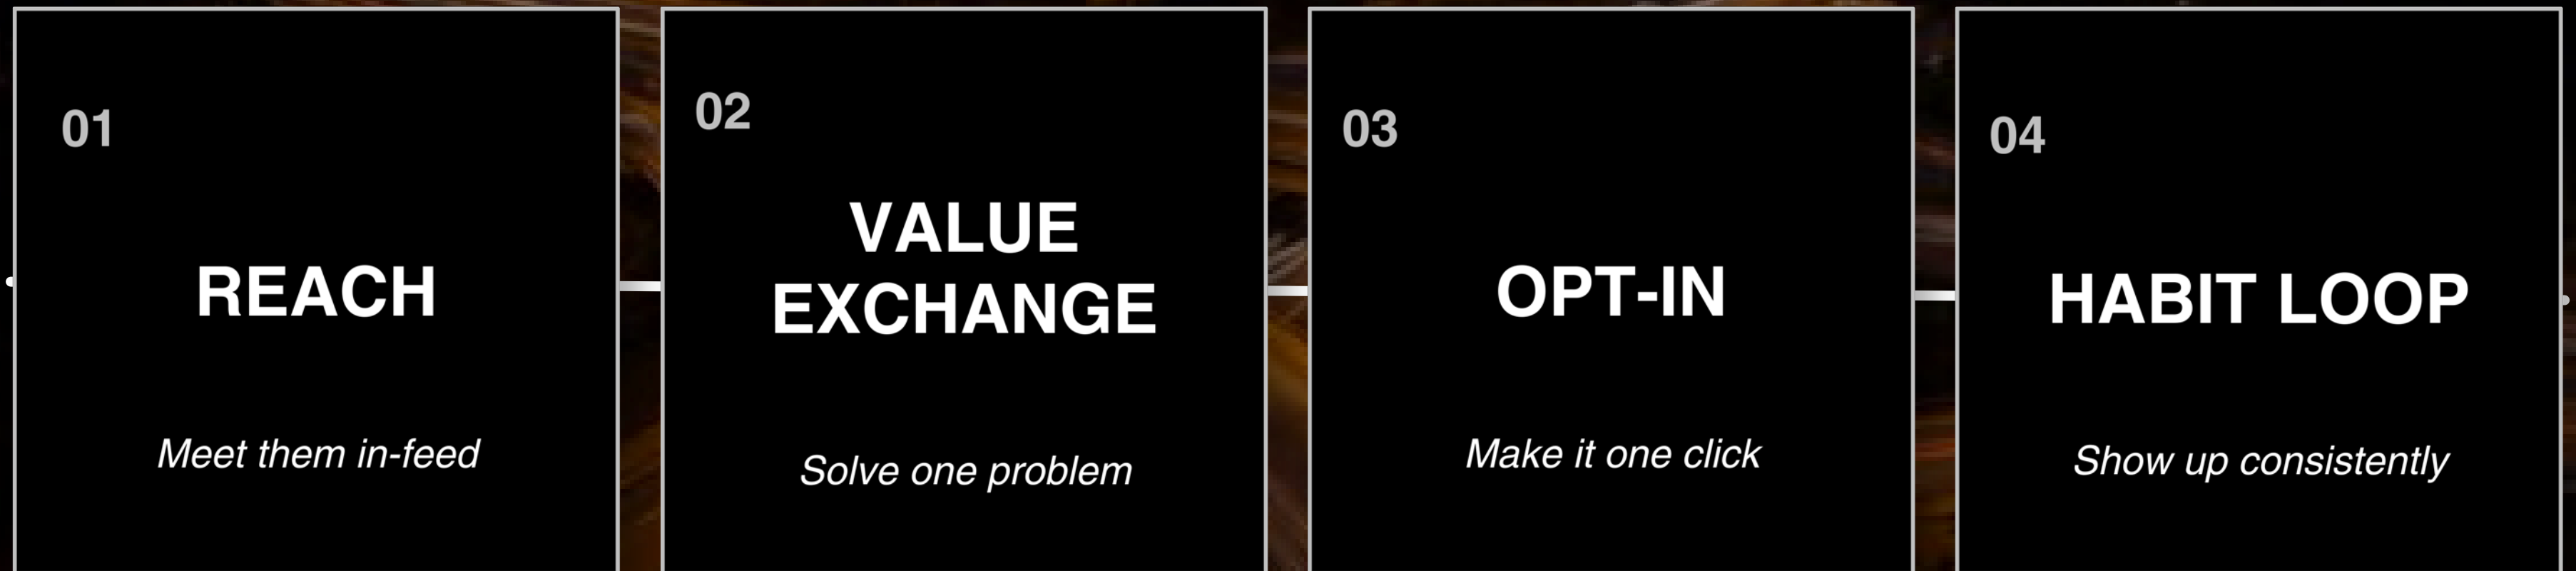 01
REACH
Meet them in-feed
02
VALUE
EXCHANGE
Solve one problem
03
OPT-IN
Make it one click
04
HABIT LOOP
Show up consistently